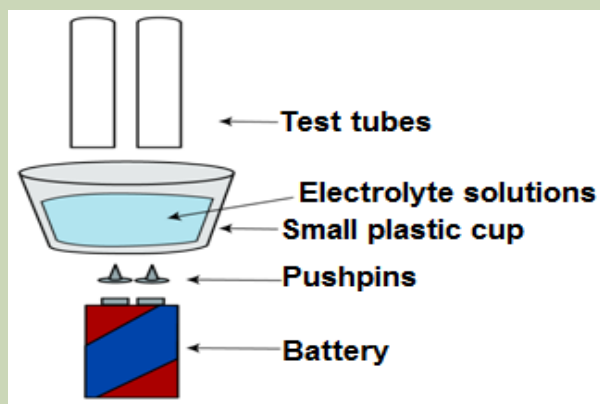 Test tubes
Electrolyte solutions
Small plastic cup
Pushpins
Battery